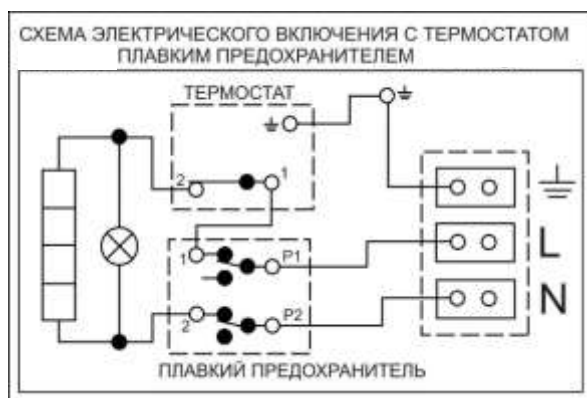 СХЕМА ЭЛЕКТРИЧЕСКОГО ВКЛЮЧЕНИЯ С ТЕРМОСТАТОМ
ПЛАВКИМ ПРЕДОХРАНИТЕЛЕМ
ТЕРМОСТАТ
2
1
1
P1
L
2
P2
N
ПЛАВКИЙ ПРЕДОХРАНИТЕЛЬ